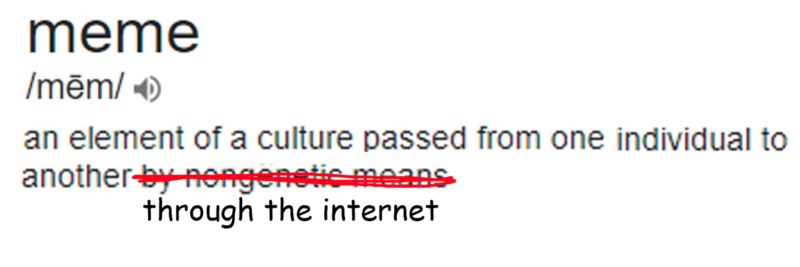 meme
/mēm/
an element of a culture passed from one individual to
another by nongenetic means
through the internet